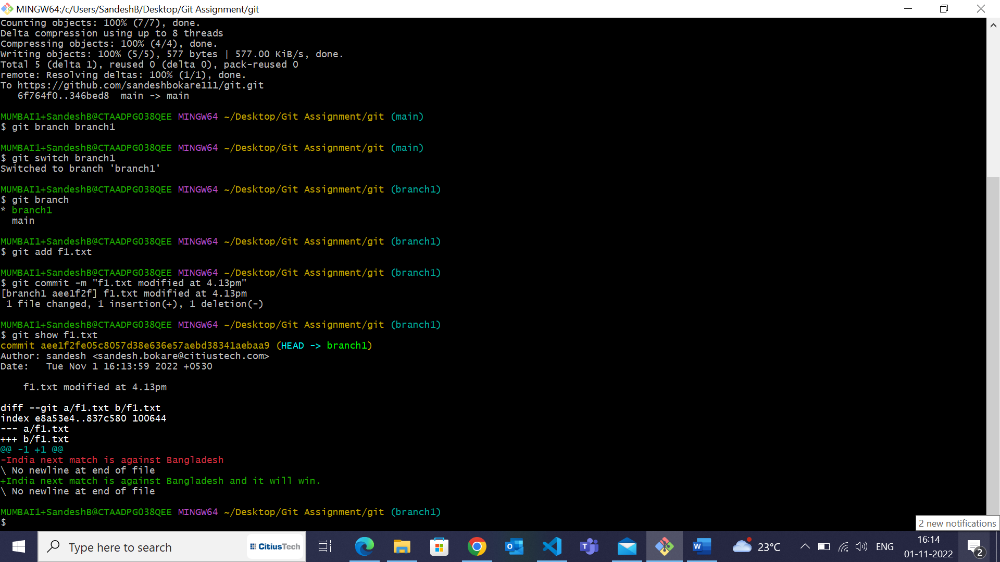 MINGW64:/c/Users/SandeshB/Desktop/Git Assignment/git
Counting objects: 100% (7/7), done.
Delta compression using up to 8 threads
Compressing objects: 100% (4/4), done.
Writing objects: 100% (5/5), 577 bytes | 577.00 KiB/s, done.
Total 5 (delta 1), reused 0 (delta 0), pack-reused 0
remote: Resolving deltas: 100% (1/1), done.
To https://github.com/sandeshbokare111/git.git
   6f764f0..346bed8  main -> main
MUMBAI1+SandeshB@CTAADPG038QEE MINGW64 ~/Desktop/Git Assignment/git (main)
$ git branch branch1
MUMBAI1+SandeshB@CTAADPG038QEE MINGW64 ~/Desktop/Git Assignment/git (main)
$ git switch branch1
Switched to branch 'branch1'
MUMBAI1+SandeshB@CTAADPG038QEE MINGW64 ~/Desktop/Git Assignment/git (branch1)
$ git branch
* branch1
  main
MUMBAI1+SandeshB@CTAADPG038QEE MINGW64 ~/Desktop/Git Assignment/git (branch1)
$ git add f1.txt
MUMBAI1+SandeshB@CTAADPG038QEE MINGW64 ~/Desktop/Git Assignment/git (branch1)
$ git commit -m "f1.txt modified at 4.13pm"
[branch1 aee1f2f] f1.txt modified at 4.13pm
 1 file changed, 1 insertion(+), 1 deletion(-)
MUMBAI1+SandeshB@CTAADPG038QEE MINGW64 ~/Desktop/Git Assignment/git (branch1)
$ git show f1.txt
commit aee1f2fe05c8057d38e636e57aebd38341aebaa9 (HEAD -> branch1)
Author: sandesh <sandesh.bokare@citiustech.com>
Date:   Tue Nov 1 16:13:59 2022 +0530
    f1.txt modified at 4.13pm
diff --git a/f1.txt b/f1.txt
index e8a53e4..837c580 100644
--- a/f1.txt
+++ b/f1.txt
@@ -1 +1 @@
-India next match is against Bangladesh
\ No newline at end of file
+India next match is against Bangladesh and it will win.
\ No newline at end of file
MUMBAI1+SandeshB@CTAADPG038QEE MINGW64 ~/Desktop/Git Assignment/git (branch1)
$
2 new notifications
Type here to search
CitiusTech
23°C
ENG
16:14
01-11-2022
2